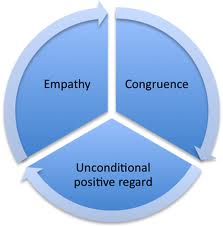 Empathy
Congruence
Unconditional
positive regard